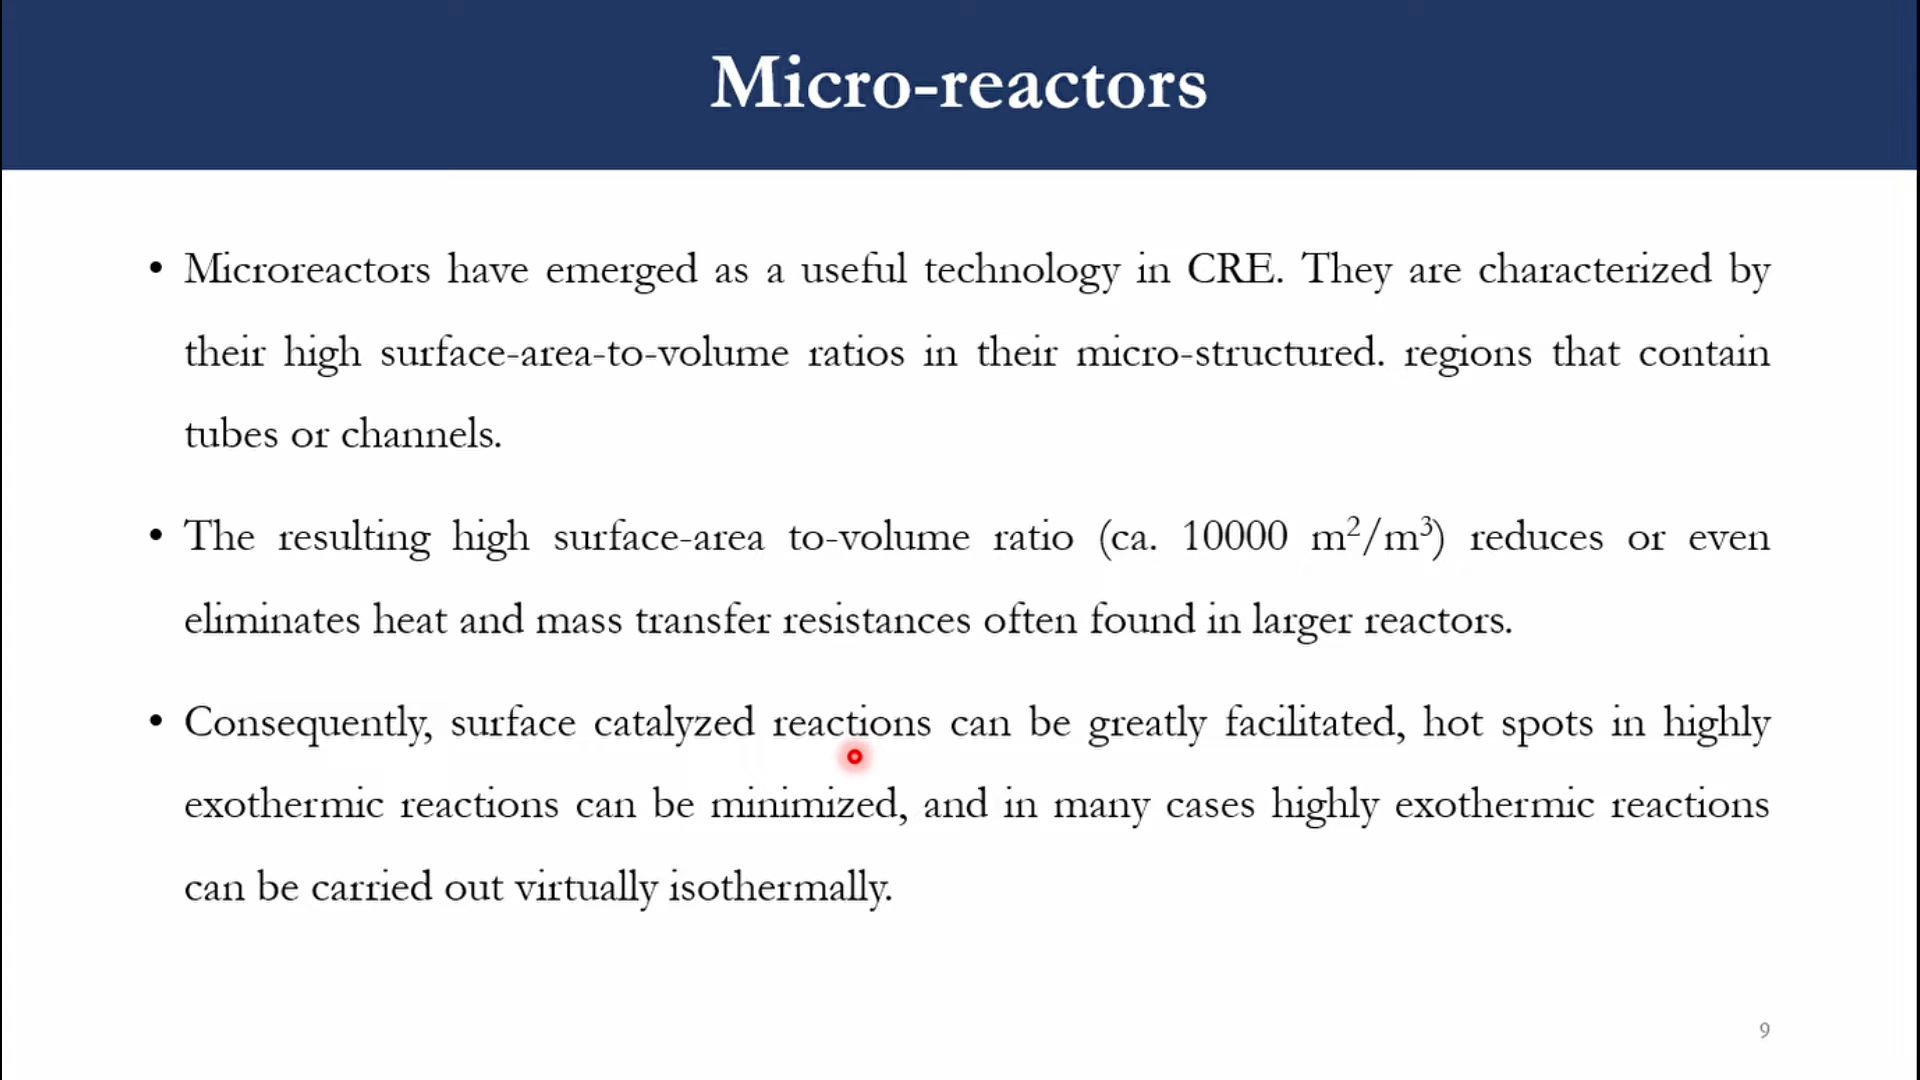 Micro-reactors
• Microreactors have emerged as a useful technology in CRE. They are characterized by
their high surface-area-to-volume ratios in their micro-structured. regions that contain
tubes or channels.
• The resulting high surface-area to-volume ratio (ca. 10000 m²/m³) reduces or even
eliminates heat and mass transfer resistances often found in larger reactors.
• Consequently, surface catalyzed reactions can be greatly facilitated, hot spots in highly
exothermic reactions can be minimized, and in many cases highly exothermic reactions
can be carried out virtually isothermally.
9